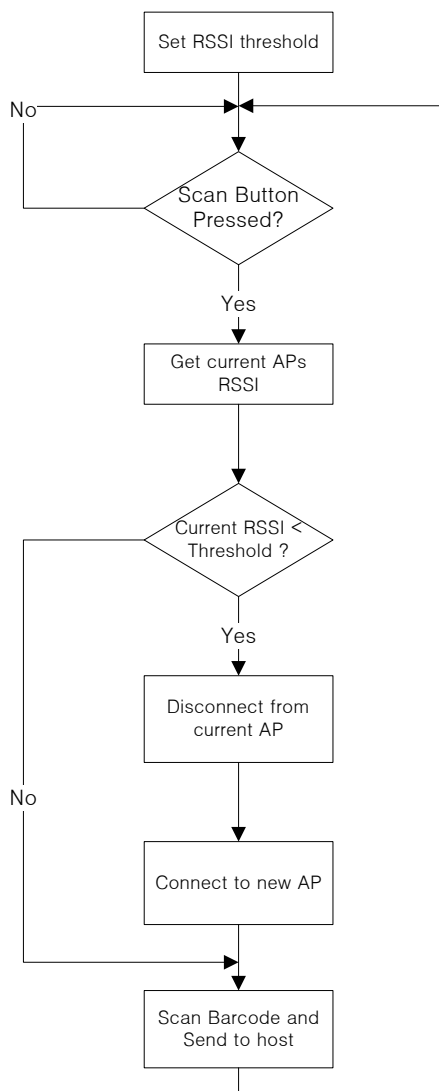 Set RSSI threshold
No
Scan Button
Pressed?
Yes
Get current APs
RSSI
Current RSSI <
Threshold ?
Yes
Disconnect from
current AP
No
Connect to new AP
Scan Barcode and
Send to host